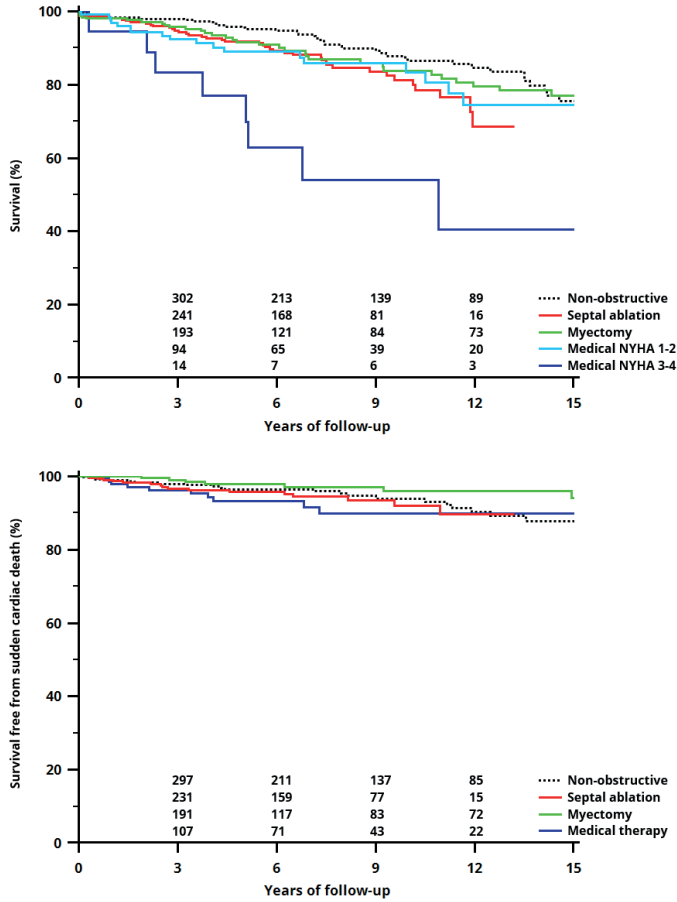 100
80
60
40
20
0
Survival (%)
302 213 139 89 Non-obstructive
241 168 81 16 Septal ablation
193 121 84 73 Myectomy
94 65 39 20 Medical NYHA 1-2
14 7 6 3 Medical NYHA 3-4
0 3 6 9 12 15
Years of follow-up
100
80
60
40
20
0
Survival free from sudden cardiac death (%)
297 211 137 85 Non-obstructive
231 159 77 15 Septal ablation
191 117 83 72 Myectomy
107 71 43 22 Medical therapy
0 3 6 9 12 15
Years of follow-up